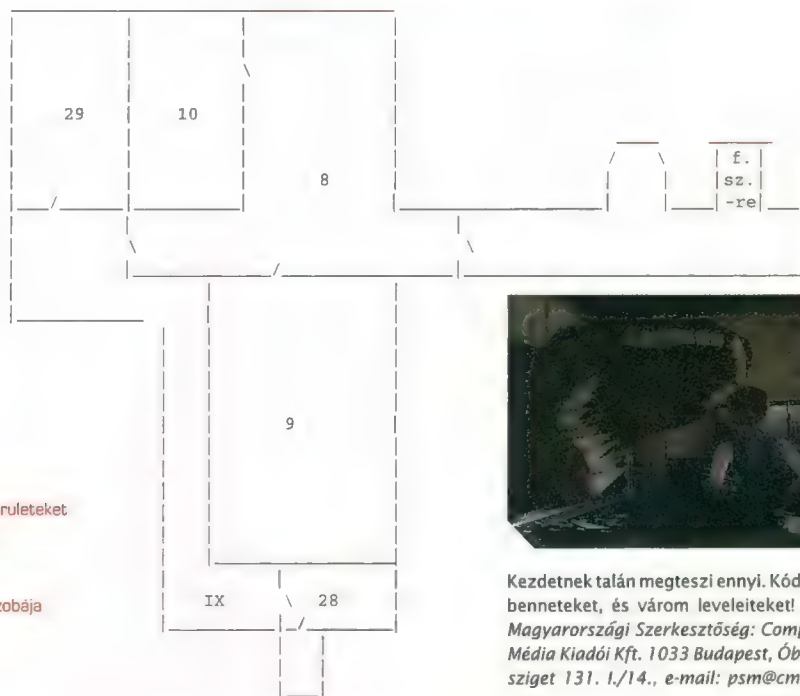 29
10
8
f.
sz.
-re
9
ruleteket
zobája
IX
28
Kezdetnek talán megteszi ennyi. Kód
benneteket, és várom leveleiteket!
Magyarországi Szerkesztőség: Comp
Média Kiadói Kft. 1033 Budapest, Ób
sziget 131. I./14., e-mail: psm@cm